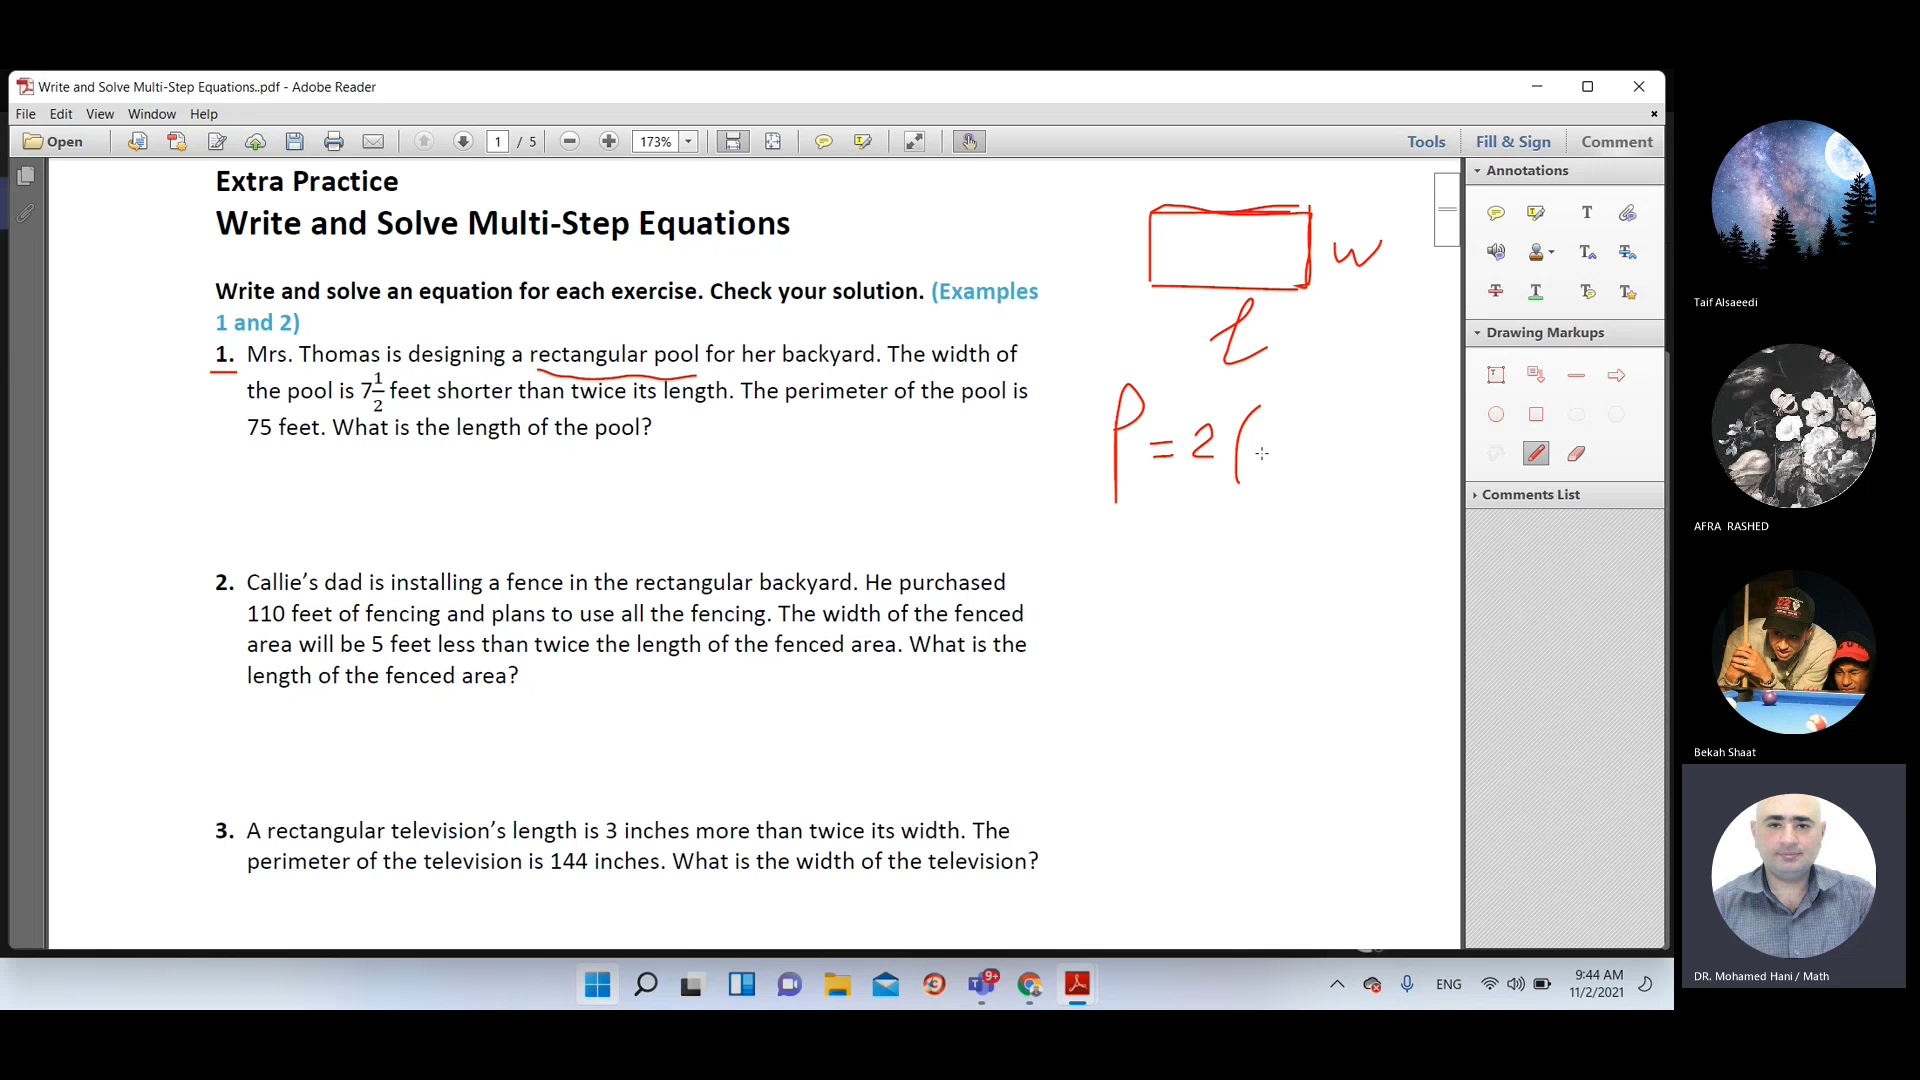 Write and Solve Multi-Step Equations..pdf - Adobe Reader
File Edit View Window Help
Open 1 / 5 173% Tools Fill & Sign Comment
Extra Practice
Write and Solve Multi-Step Equations
Write and solve an equation for each exercise. Check your solution. (Examples
1 and 2)
1. Mrs. Thomas is designing a rectangular pool for her backyard. The width of
the pool is 7 1/2 feet shorter than twice its length. The perimeter of the pool is
75 feet. What is the length of the pool?
2. Callie’s dad is installing a fence in the rectangular backyard. He purchased
110 feet of fencing and plans to use all the fencing. The width of the fenced
area will be 5 feet less than twice the length of the fenced area. What is the
length of the fenced area?
3. A rectangular television’s length is 3 inches more than twice its width. The
perimeter of the television is 144 inches. What is the width of the television?
w
l
P = 2 (
Annotations
Drawing Markups
Comments List
Taif Alsaeedi
AFRA RASHED
Bekah Shaat
DR. Mohamed Hani / Math
9+
ENG
9:44 AM
11/2/2021